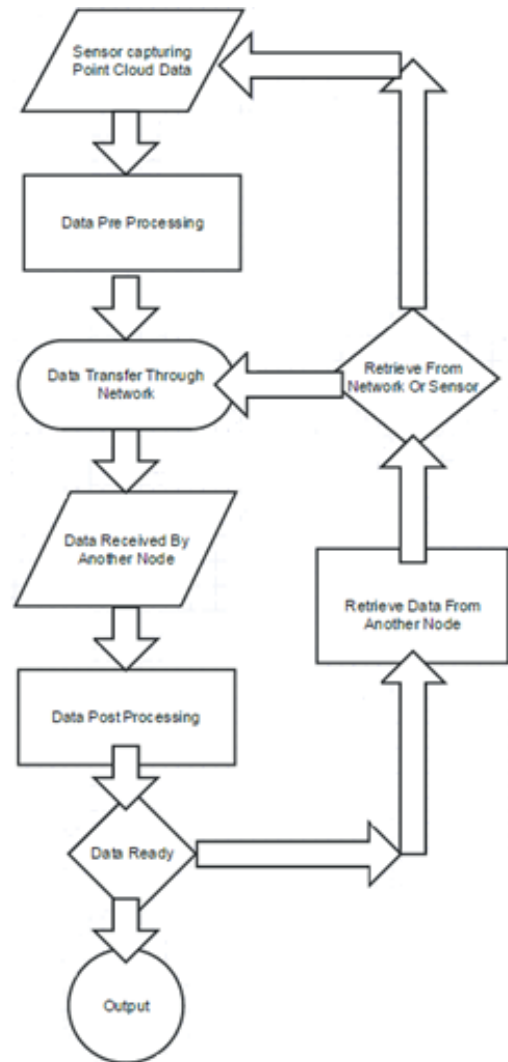 Sensor capturing
Point Cloud Data
Data Pre Processing
Data Transfer Through
Network
Retrieve From
Network Or Sensor
Data Received By
Another Node
Retrieve Data From
Another Node
Data Post Processing
Data Ready
Output